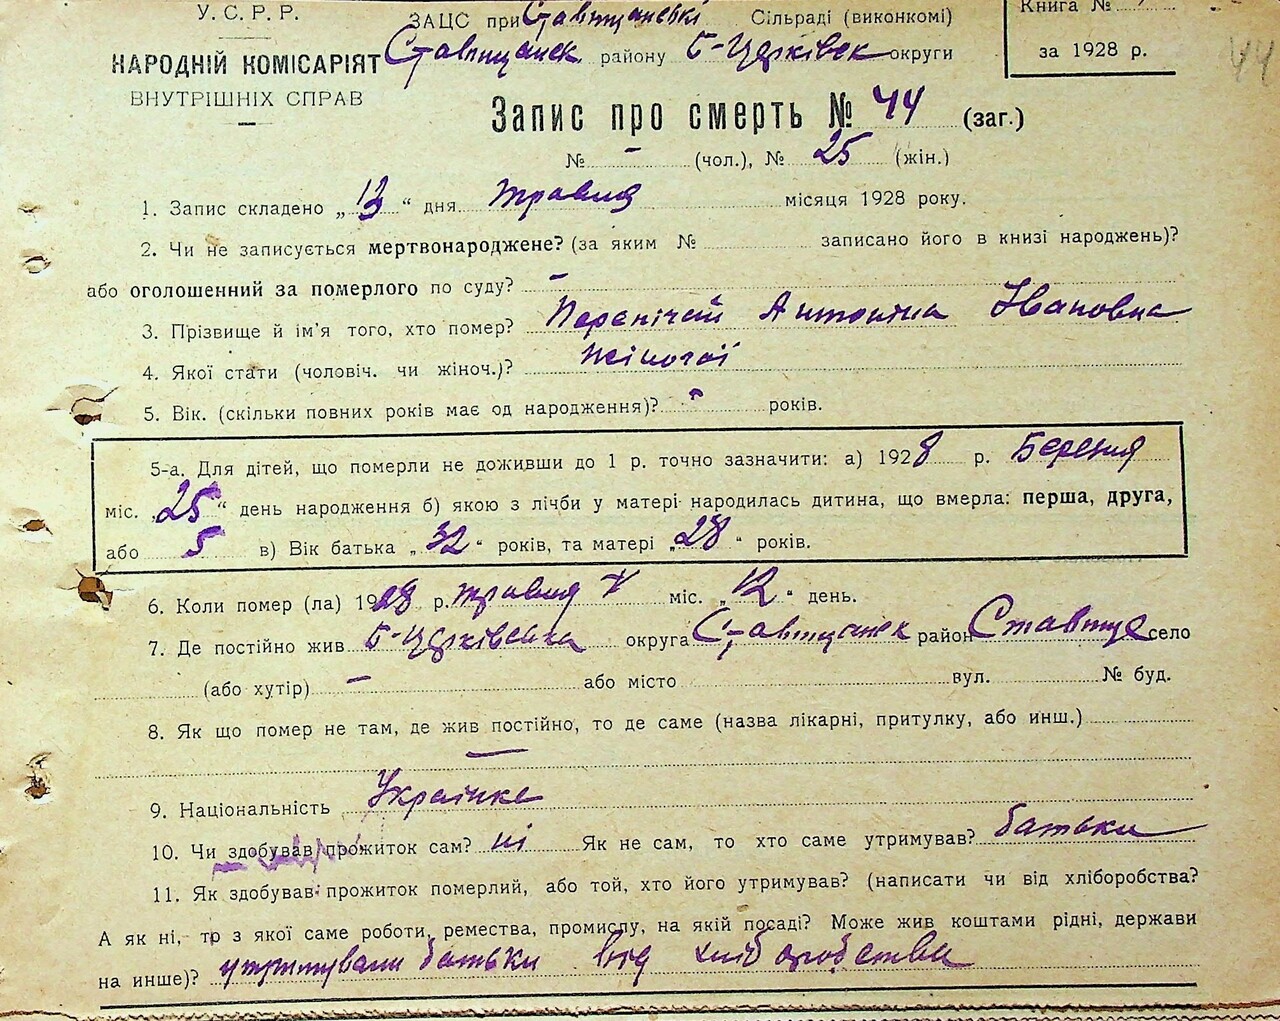 У.С.Р.Р.
НАРОДНІЙ КОМІСАРІЯТ
ВНУТРІШНІХ СПРАВ
ЗАЦС при Ставищанські Сільраді (виконкомі)
Ставищанськ. району Б-Церківськ округи
Книга №
за 1928 р.
44
Запис про смерть № 44 (заг.)
№ - (чол.), № 25 (жін.)
1. Запис складено „13“ дня травня місяця 1928 року.
2. Чи не записується мертвонароджене? (за яким № записано його в книзі народжень)?
або оголошенний за померлого по суду? -
3. Прізвище й ім'я того, хто помер? Антоніна Івановна
4. Якої стати (чоловіч. чи жіноч.)? жіночої
5. Вік. (скільки повних років має од народження)? - років.
5-а. Для дітей, що померли не доживши до 1 р. точно зазначити: а) 1928 р. Березня
міс. „25“ день народження б) якою з лічби у матері народилась дитина, що вмерла: перша, друга,
або 5 в) Вік батька „32“ років, та матері „28“ років.
6. Коли помер (ла) 1928 р. травня V міс. „12“ день.
7. Де постійно жив Б-Церківська округа Ставищанськ район Ставище село
(або хутір) - або місто вул. № буд.
8. Як що помер не там, де жив постійно, то де саме (назва лікарні, притулку, або инш.)
—
9. Національність Українка
10. Чи здобував прожиток сам? ні Як не сам, то хто саме утримував? батьки
11. Як здобував прожиток померлий, або той, хто його утримував? (написати чи від хліборобства?
А як ні, то з якої саме роботи, ремества, промислу, на якій посаді? Може жив коштами рідні, держави
на инше)? утримували батьки від хліборобства